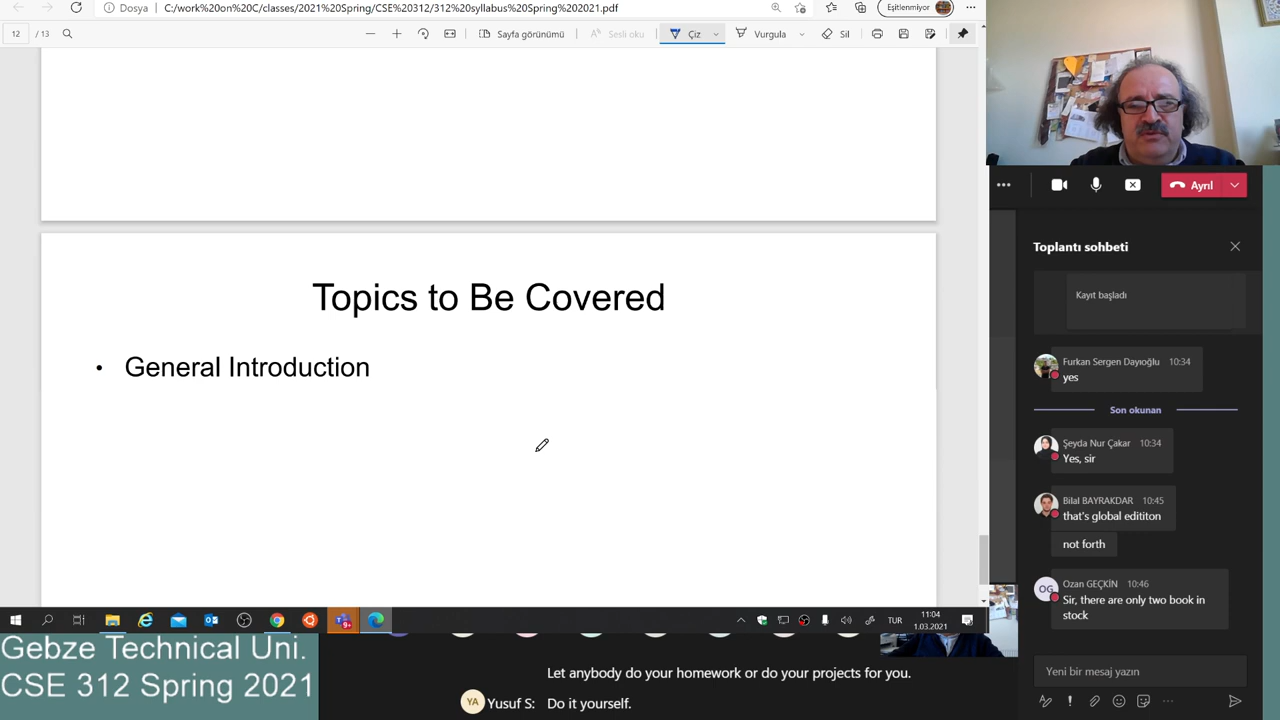 Dosya
C:/work%20on%20C/classes/2021%20Spring/CSE%20312/312%20syllabus%20Spring%202021.pdf
Eşitlenmiyor
12 / 13
Sayfa görünümü
Sesli oku
Çiz
Vurgula
Sil
Topics to Be Covered
• General Introduction
Ayrıl
Toplantı sohbeti
Kayıt başladı
Furkan Sergen Dayıoğlu 10:34
yes
Son okunan
Şeyda Nur Çakar 10:34
Yes, sir
Bilal BAYRAKDAR 10:45
that's global edititon
not forth
OG
Ozan GEÇKİN 10:46
Sir, there are only two book in
stock
Yeni bir mesaj yazın
9+
TUR
11:04
1.03.2021
Gebze Technical Uni.
CSE 312 Spring 2021
Let anybody do your homework or do your projects for you.
YA Yusuf S: Do it yourself.